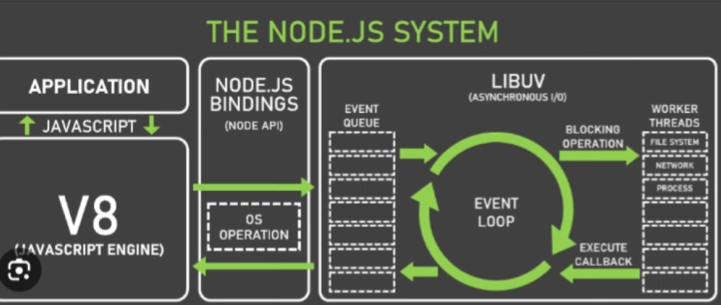 THE NODE.JS SYSTEM
APPLICATION
JAVASCRIPT
V8
(JAVASCRIPT ENGINE)
NODE.JS
BINDINGS
(NODE API)
OS
OPERATION
LIBUV
(ASYNCHRONOUS I/O)
EVENT
QUEUE
EVENT
LOOP
BLOCKING
OPERATION
EXECUTE
CALLBACK
WORKER
THREADS
FILE SYSTEM
NETWORK
PROCESS